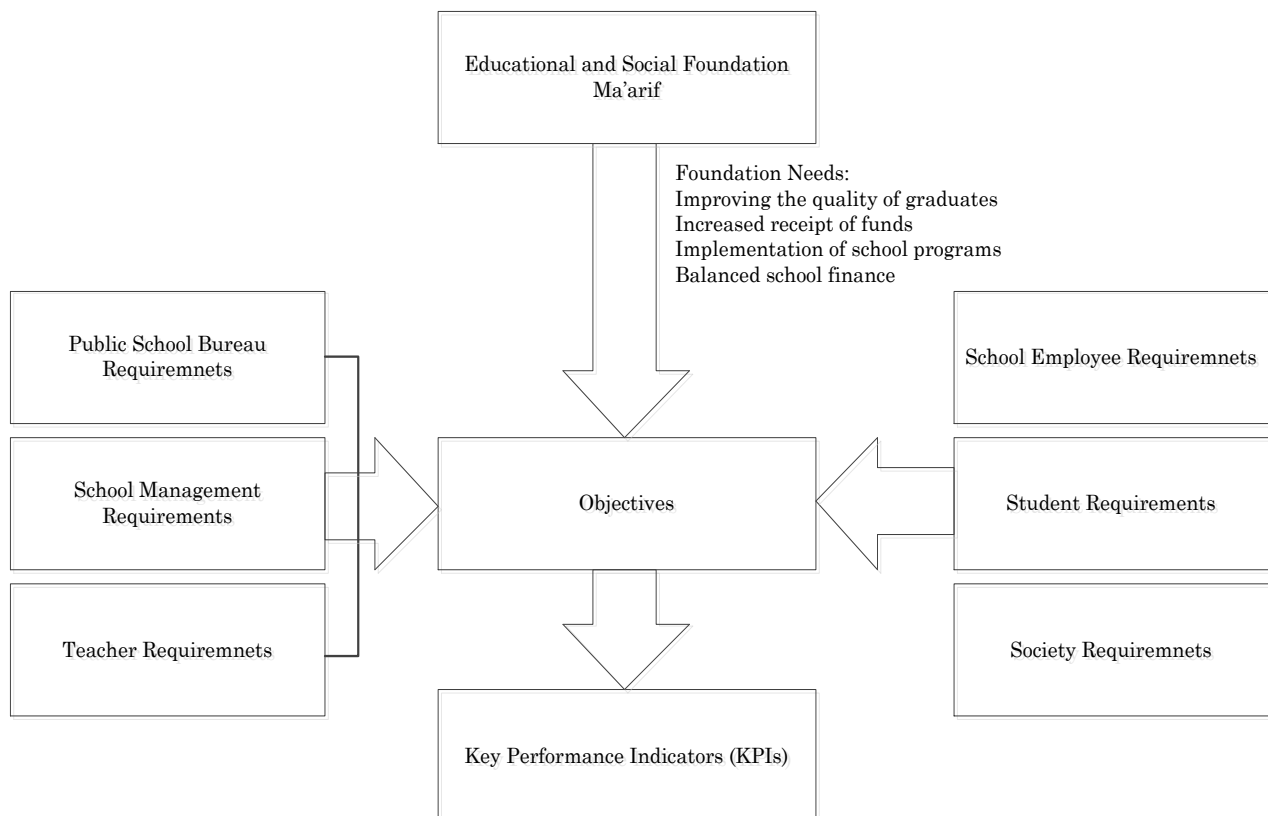 Educational and Social Foundation
Ma’arif
Foundation Needs:
Improving the quality of graduates
Increased receipt of funds
Implementation of school programs
Balanced school finance
Public School Bureau
Requiremnets
School Management
Requirements
Teacher Requiremnets
Objectives
School Employee Requiremnets
Student Requirements
Society Requiremnets
Key Performance Indicators (KPIs)